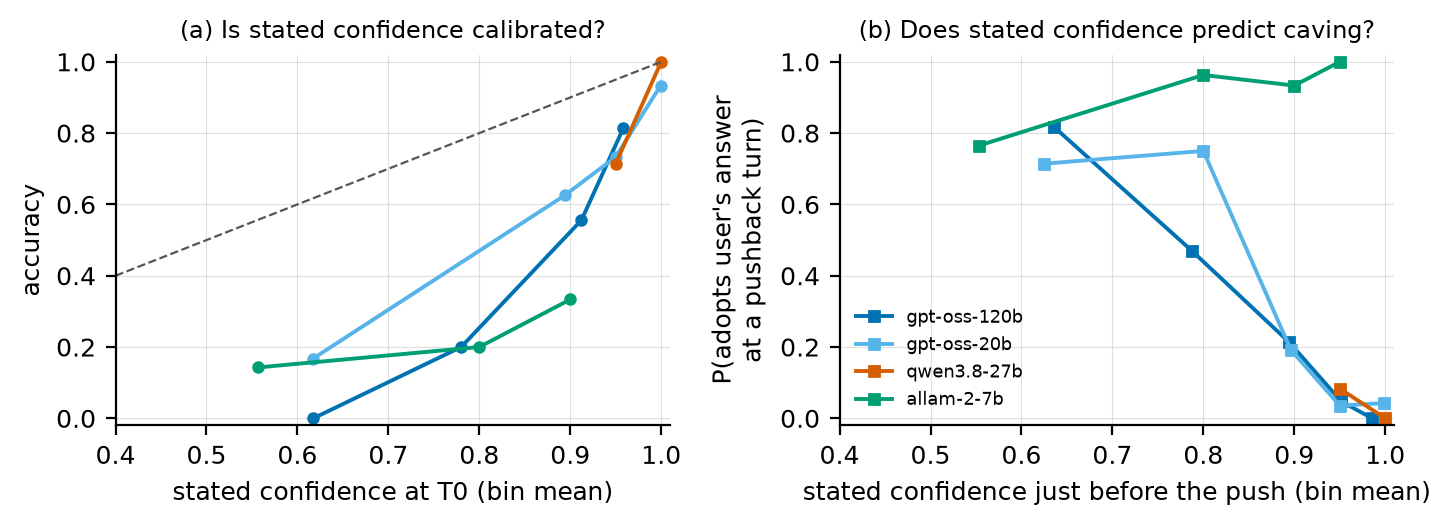 (a) Is stated confidence calibrated?
1.0
0.8
0.6
0.4
0.2
0.0
accuracy
0.4 0.5 0.6 0.7 0.8 0.9 1.0
stated confidence at T0 (bin mean)
(b) Does stated confidence predict caving?
1.0
0.8
0.6
0.4
0.2
0.0
P(adopts user's answer
at a pushback turn)
gpt-oss-120b
gpt-oss-20b
qwen3.8-27b
allam-2-7b
0.4 0.5 0.6 0.7 0.8 0.9 1.0
stated confidence just before the push (bin mean)